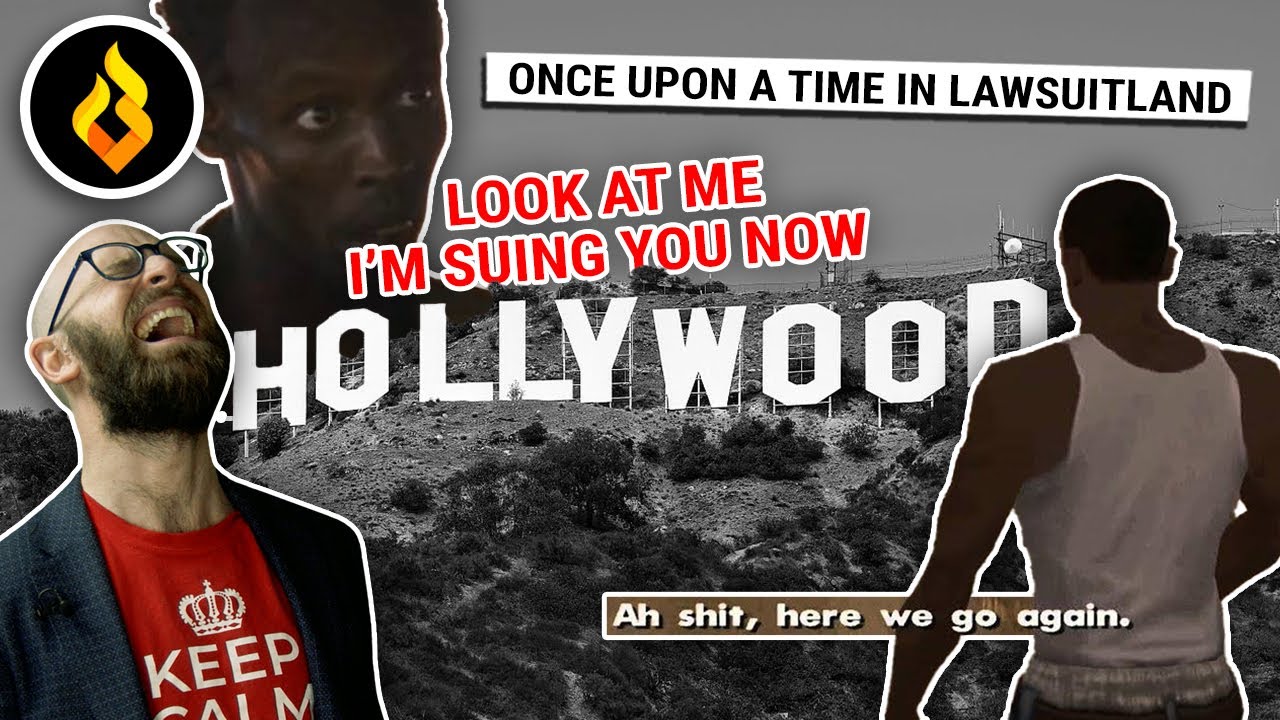 ONCE UPON A TIME IN LAWSUITLAND
LOOK AT ME
I'M SUING YOU NOW
HOLLYWOOD
Ah shit, here we go again.
KEEP
CALM